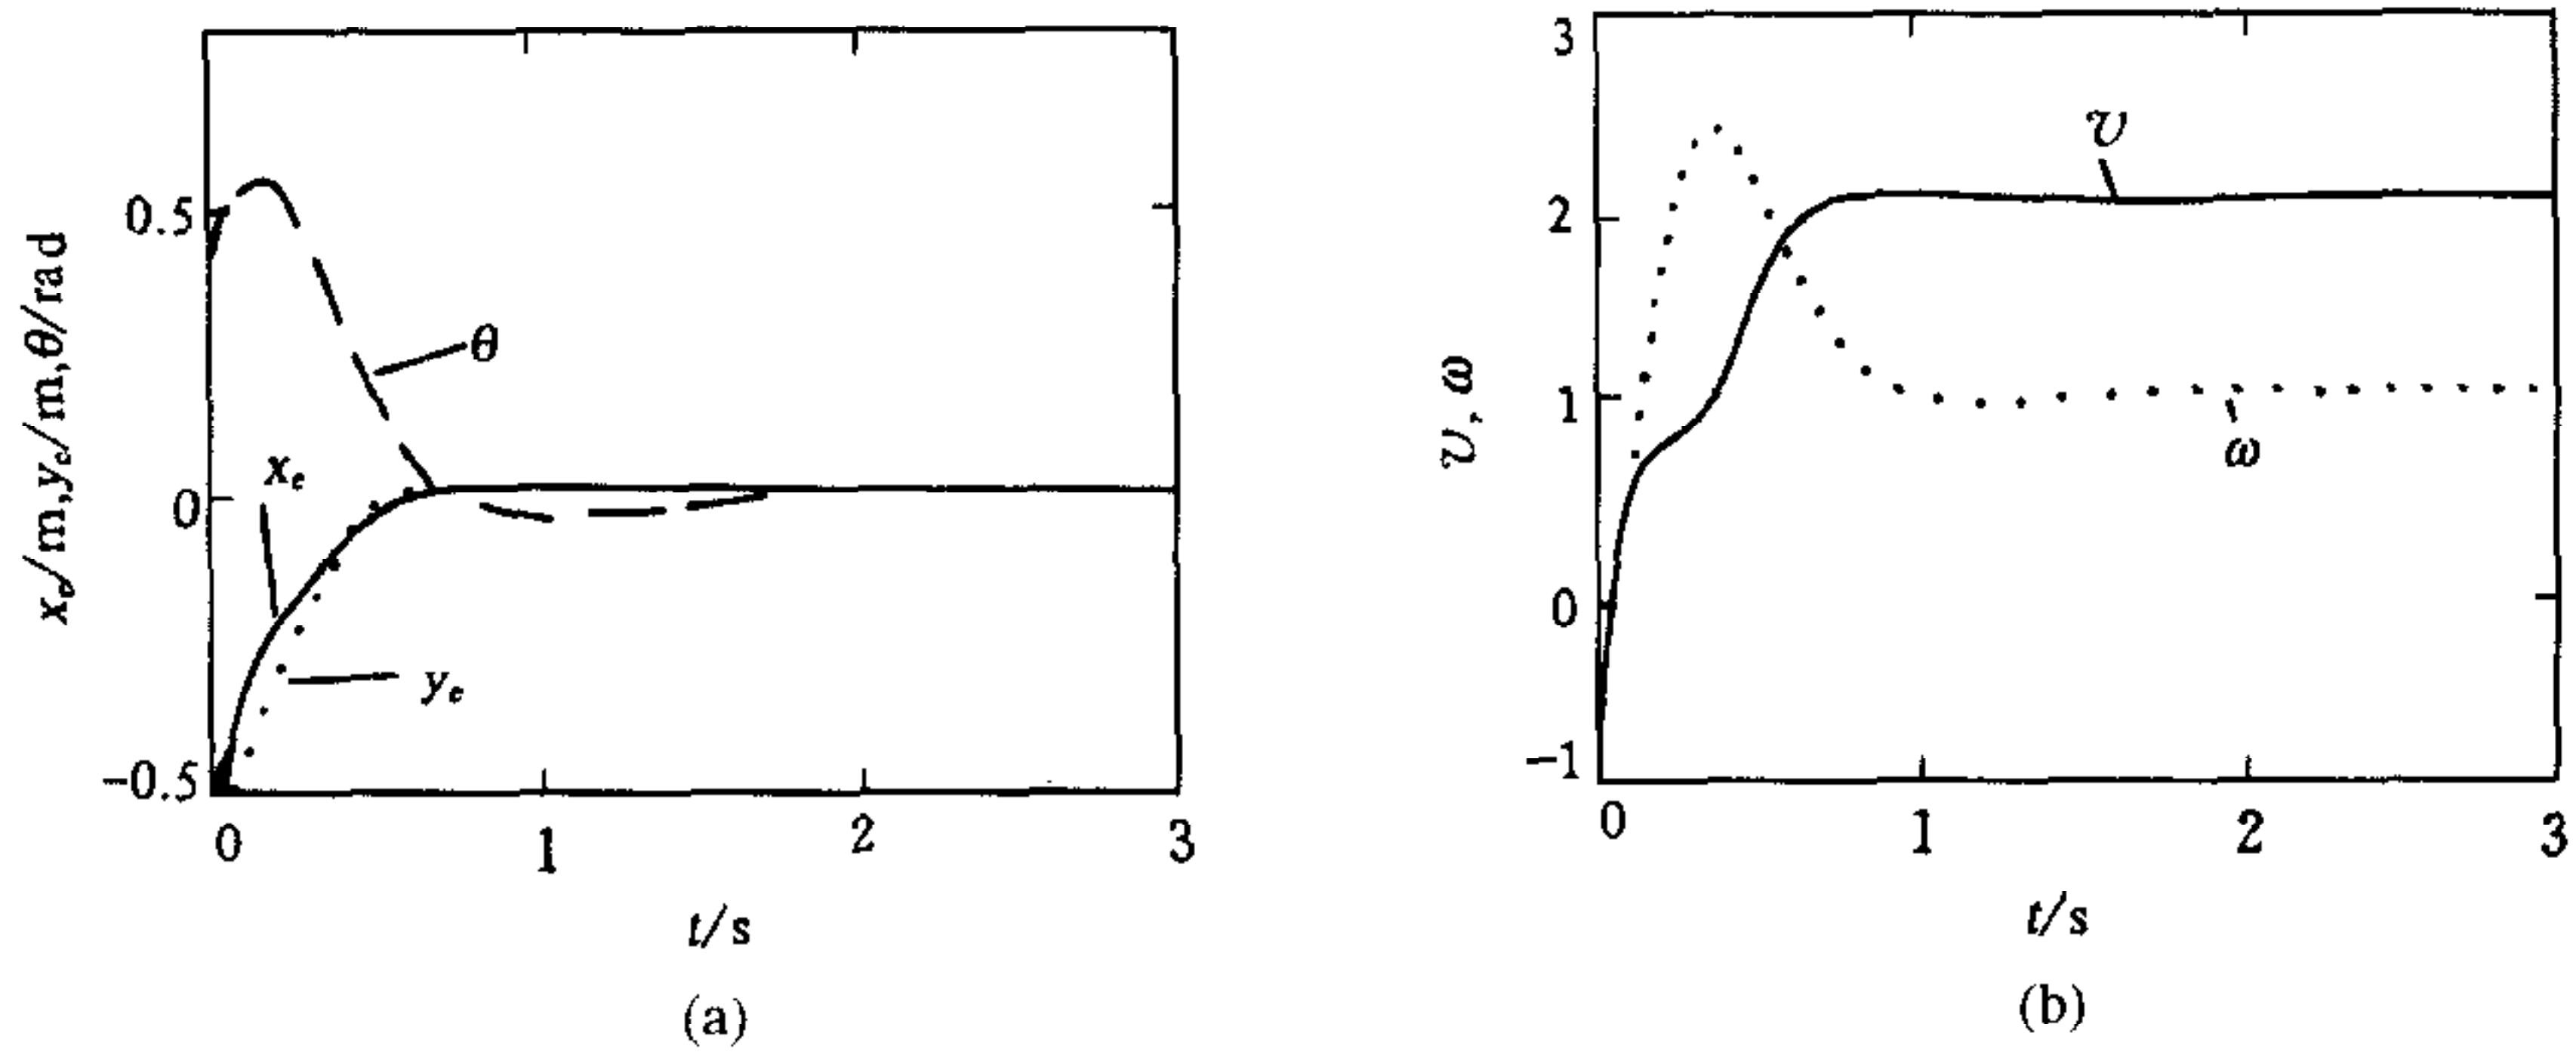 x_e/m,y_e/m,θ/rad
0.5
0
-0.5
θ
x_e
y_e
0 1 2 3
t/s
(a)
v, ω
3
2
1
0
-1
v
ω
0 1 2 3
t/s
(b)